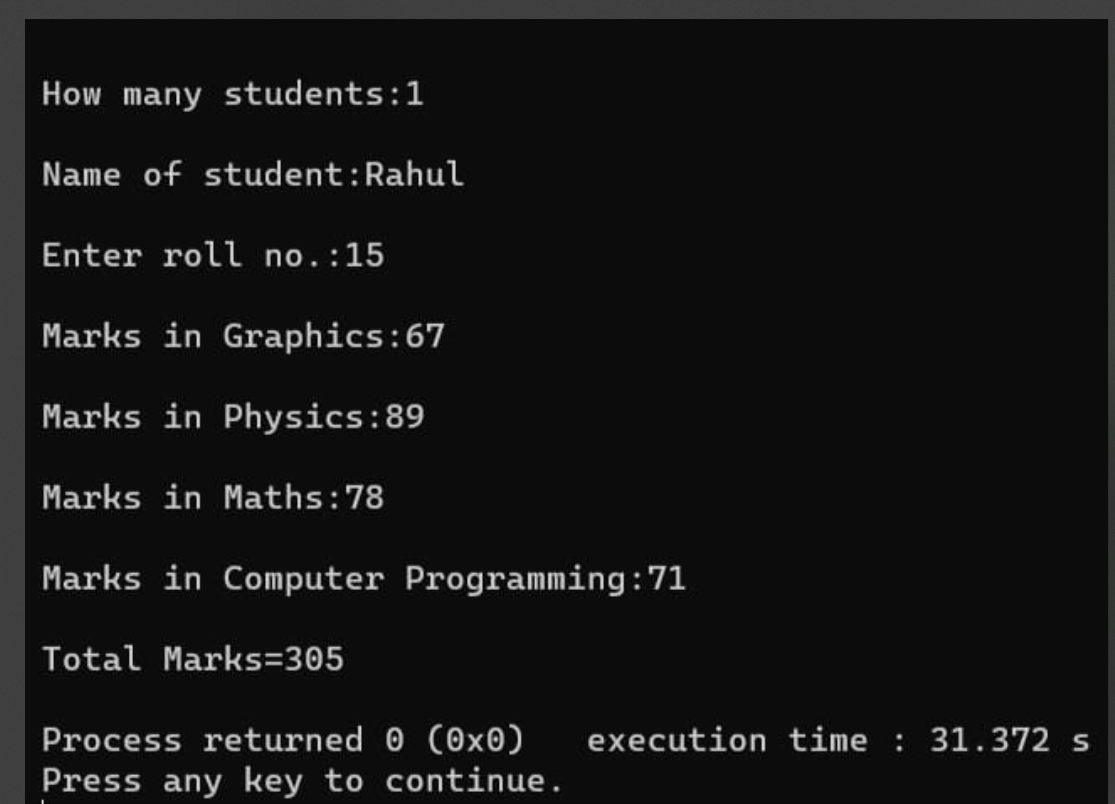 How many students:1
Name of student:Rahul
Enter roll no.:15
Marks in Graphics:67
Marks in Physics:89
Marks in Maths:78
Marks in Computer Programming:71
Total Marks=305
Process returned 0 (0x0)   execution time : 31.372 s
Press any key to continue.